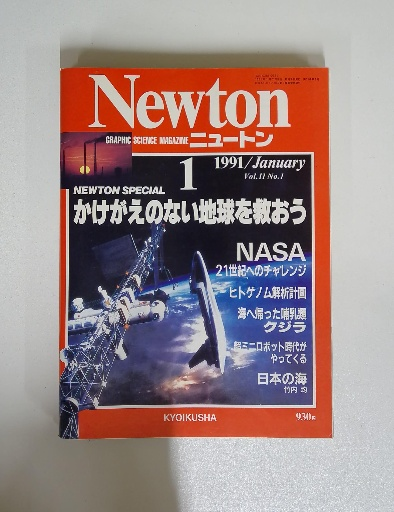 Newton
GRAPHIC SCIENCE MAGAZINE ニュートン
1
1991/January
Vol.11 No.1
NEWTON SPECIAL
かけがえのない地球を救おう
NASA
21世紀へのチャレンジ
ヒトゲノム解析計画
海へ帰った哺乳類
クジラ
超ミニロボット時代が
やってくる
日本の海
竹内 均
KYOIKUSHA
930円